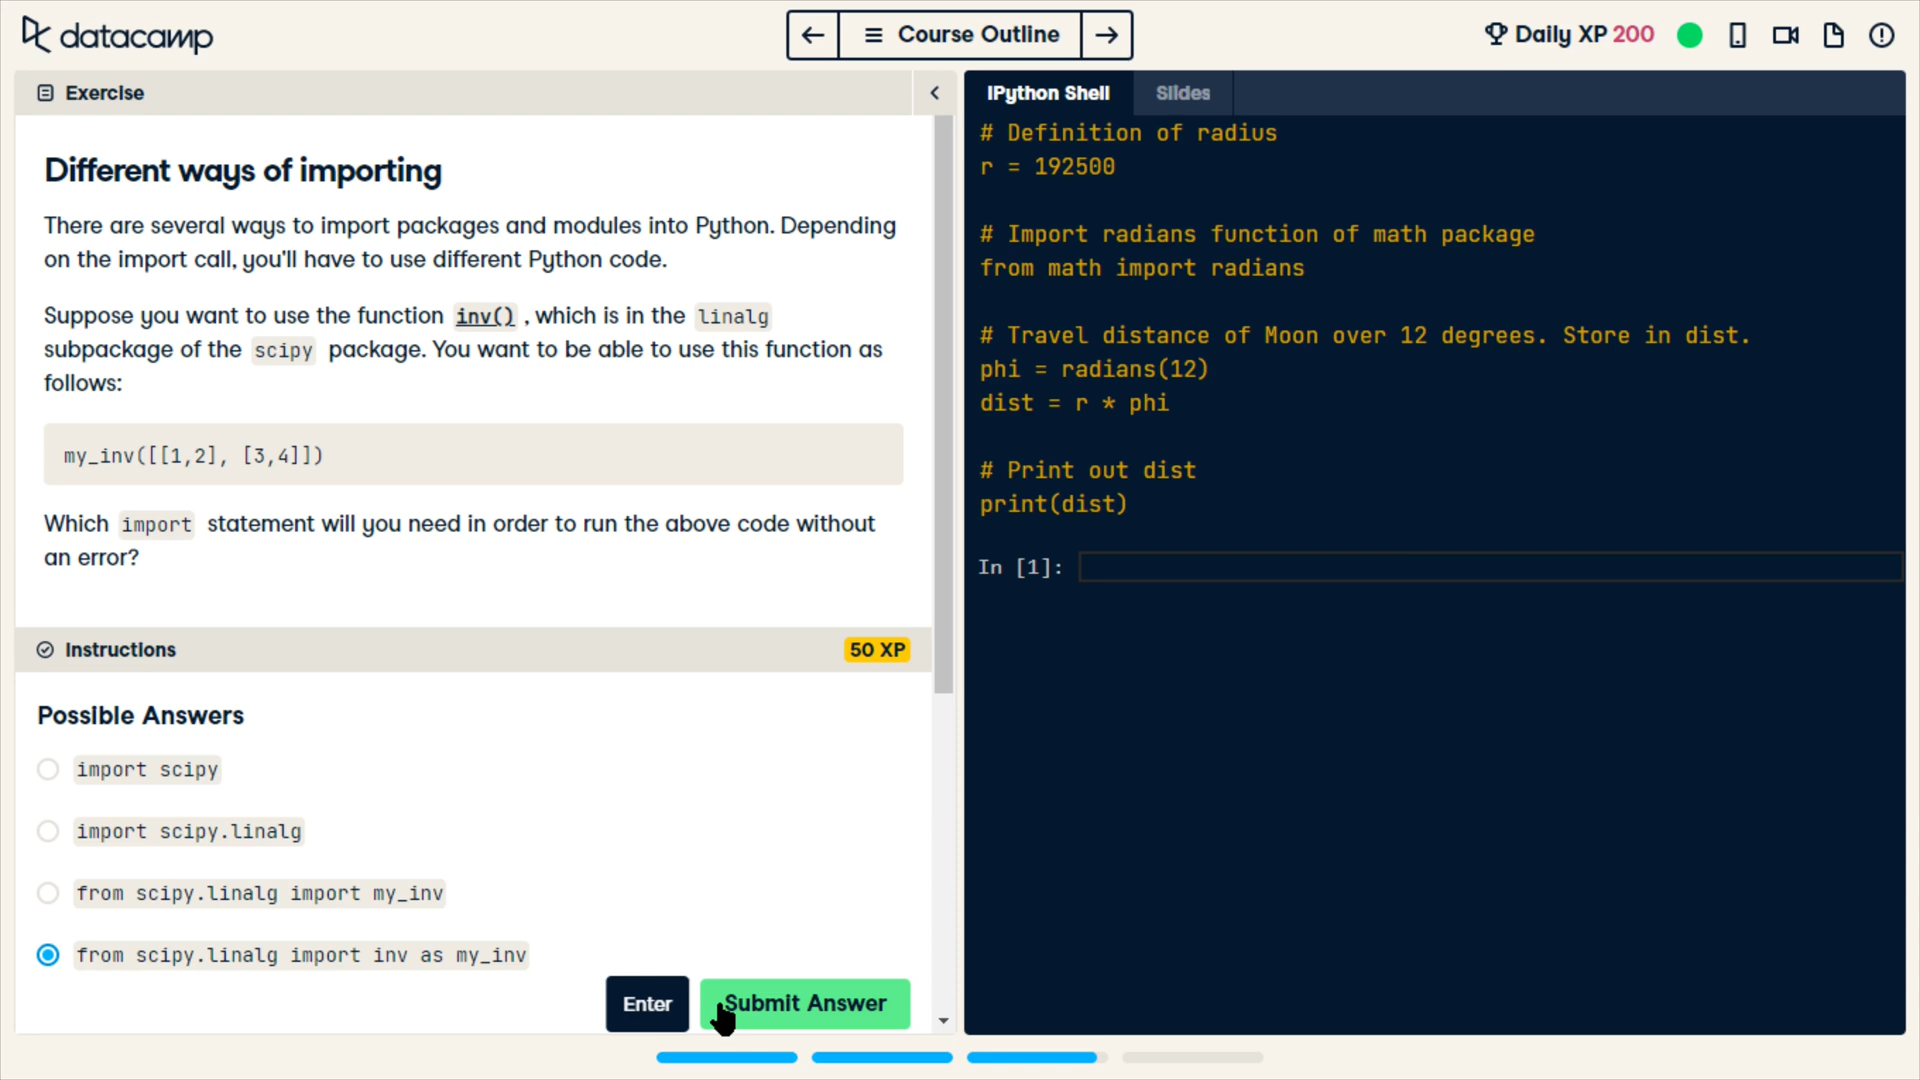 datacamp
Course Outline
Daily XP 200
Exercise
IPython Shell
Slides
Different ways of importing
There are several ways to import packages and modules into Python. Depending
on the import call, you'll have to use different Python code.
Suppose you want to use the function inv() , which is in the linalg
subpackage of the scipy package. You want to be able to use this function as
follows:
my_inv([[1,2], [3,4]])
Which import statement will you need in order to run the above code without
an error?
Instructions
50 XP
Possible Answers
import scipy
import scipy.linalg
from scipy.linalg import my_inv
from scipy.linalg import inv as my_inv
Enter
Submit Answer
# Definition of radius
r = 192500
# Import radians function of math package
from math import radians
# Travel distance of Moon over 12 degrees. Store in dist.
phi = radians(12)
dist = r * phi
# Print out dist
print(dist)
In [1]: